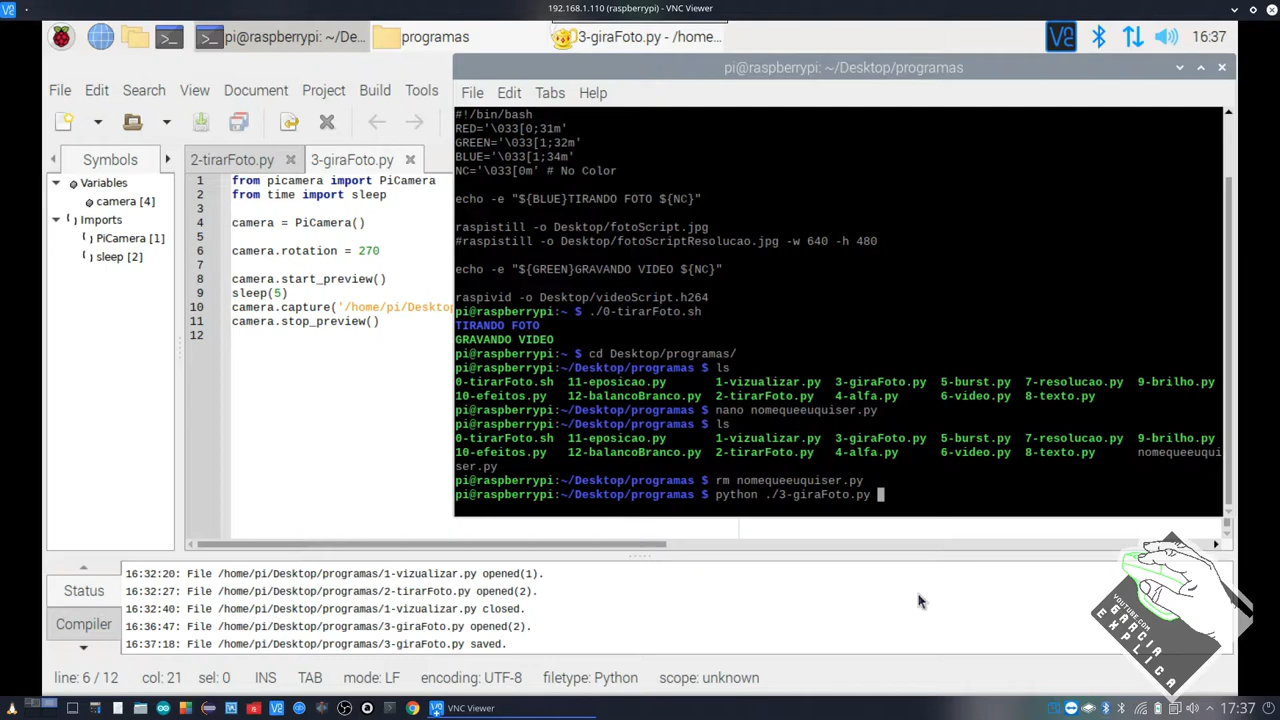 192.168.1.110 (raspberrypi) - VNC Viewer
pi@raspberrypi: ~/De...
programas
3-giraFoto.py - /home...
16:37
File Edit Search View Document Project Build Tools
Symbols
Variables
camera [4]
Imports
PiCamera [1]
sleep [2]
2-tirarFoto.py
3-giraFoto.py
1 from picamera import PiCamera
2 from time import sleep
3
4 camera = PiCamera()
5
6 camera.rotation = 270
7
8 camera.start_preview()
9 sleep(5)
10 camera.capture('/home/pi/Deskto
11 camera.stop_preview()
12
pi@raspberrypi: ~/Desktop/programas
File Edit Tabs Help
#!/bin/bash
RED='\033[0;31m'
GREEN='\033[1;32m'
BLUE='\033[1;34m'
NC='\033[0m' # No Color
echo -e "${BLUE}TIRANDO FOTO ${NC}"
raspistill -o Desktop/fotoScript.jpg
#raspistill -o Desktop/fotoScriptResolucao.jpg -w 640 -h 480
echo -e "${GREEN}GRAVANDO VIDEO ${NC}"
raspivid -o Desktop/videoScript.h264
pi@raspberrypi:~ $ ./0-tirarFoto.sh
TIRANDO FOTO
GRAVANDO VIDEO
pi@raspberrypi:~ $ cd Desktop/programas/
pi@raspberrypi:~/Desktop/programas $ ls
0-tirarFoto.sh 11-eposicao.py 1-vizualizar.py 3-giraFoto.py 5-burst.py 7-resolucao.py 9-brilho.py
10-efeitos.py 12-balancoBranco.py 2-tirarFoto.py 4-alfa.py 6-video.py 8-texto.py
pi@raspberrypi:~/Desktop/programas $ nano nomequeeuquiser.py
pi@raspberrypi:~/Desktop/programas $ ls
0-tirarFoto.sh 11-eposicao.py 1-vizualizar.py 3-giraFoto.py 5-burst.py 7-resolucao.py 9-brilho.py
10-efeitos.py 12-balancoBranco.py 2-tirarFoto.py 4-alfa.py 6-video.py 8-texto.py nomequeeuqui
ser.py
pi@raspberrypi:~/Desktop/programas $ rm nomequeeuquiser.py
pi@raspberrypi:~/Desktop/programas $ python ./3-giraFoto.py
Status
Compiler
16:32:20: File /home/pi/Desktop/programas/1-vizualizar.py opened(1).
16:32:27: File /home/pi/Desktop/programas/2-tirarFoto.py opened(2).
16:32:40: File /home/pi/Desktop/programas/1-vizualizar.py closed.
16:36:47: File /home/pi/Desktop/programas/3-giraFoto.py opened(2).
16:37:18: File /home/pi/Desktop/programas/3-giraFoto.py saved.
YOUTUBE.COM
GARCIA
EXPLICA
line: 6 / 12 col: 21 sel: 0 INS TAB mode: LF encoding: UTF-8 filetype: Python scope: unknown
VNC Viewer
17:37